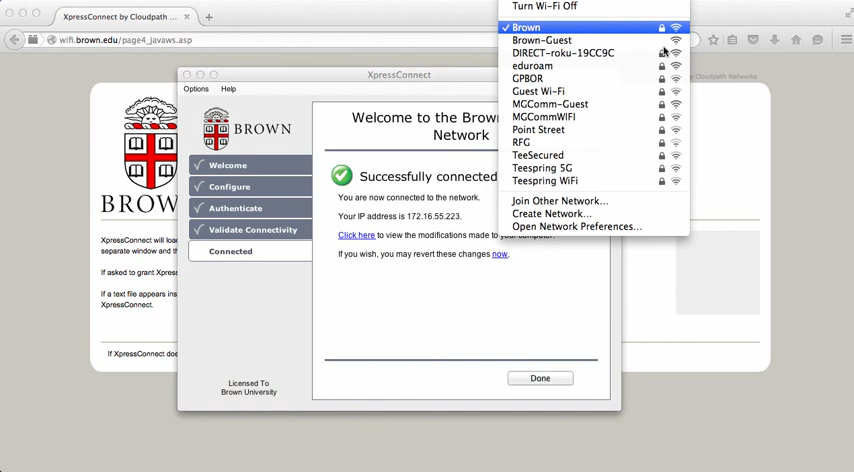 XpressConnect by Cloudpath ...
wifi.brown.edu/page4_javaws.asp
Turn Wi-Fi Off
Brown
Brown-Guest
DIRECT-roku-19CC9C
eduroam
GPBOR
Guest Wi-Fi
MGComm-Guest
MGCommWIFI
Point Street
RFG
TeeSecured
Teespring 5G
Teespring WiFi
Join Other Network...
Create Network...
Open Network Preferences...
by Cloudpath Networks
XpressConnect
Options Help
BROWN
Welcome
Configure
Authenticate
Validate Connectivity
Connected
Licensed To
Brown University
Welcome to the Brow
Network
Successfully connected
You are now connected to the network.
Your IP address is 172.16.55.223.
Click here to view the modifications made to your computer.
If you wish, you may revert these changes now.
Done
BROW
XpressConnect will loa
separate window and th
If asked to grant Xpres
If a text file appears ins
XpressConnect.
If XpressConnect doe